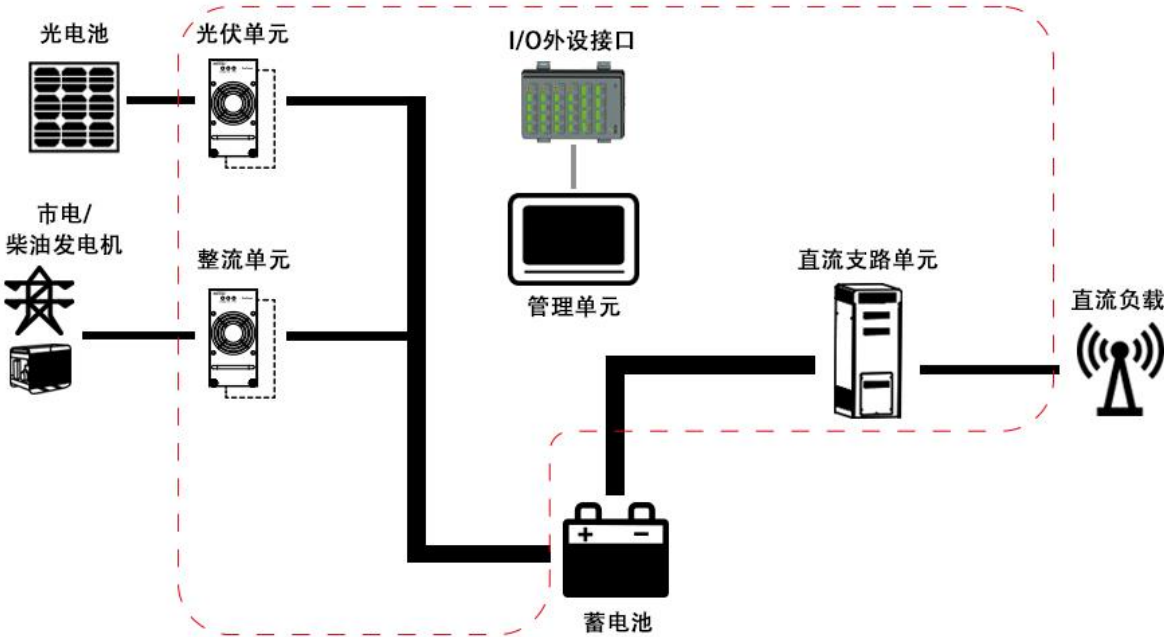 光电池
光伏单元
I/O外设接口
市电/
柴油发电机
整流单元
管理单元
直流支路单元
直流负载
蓄电池